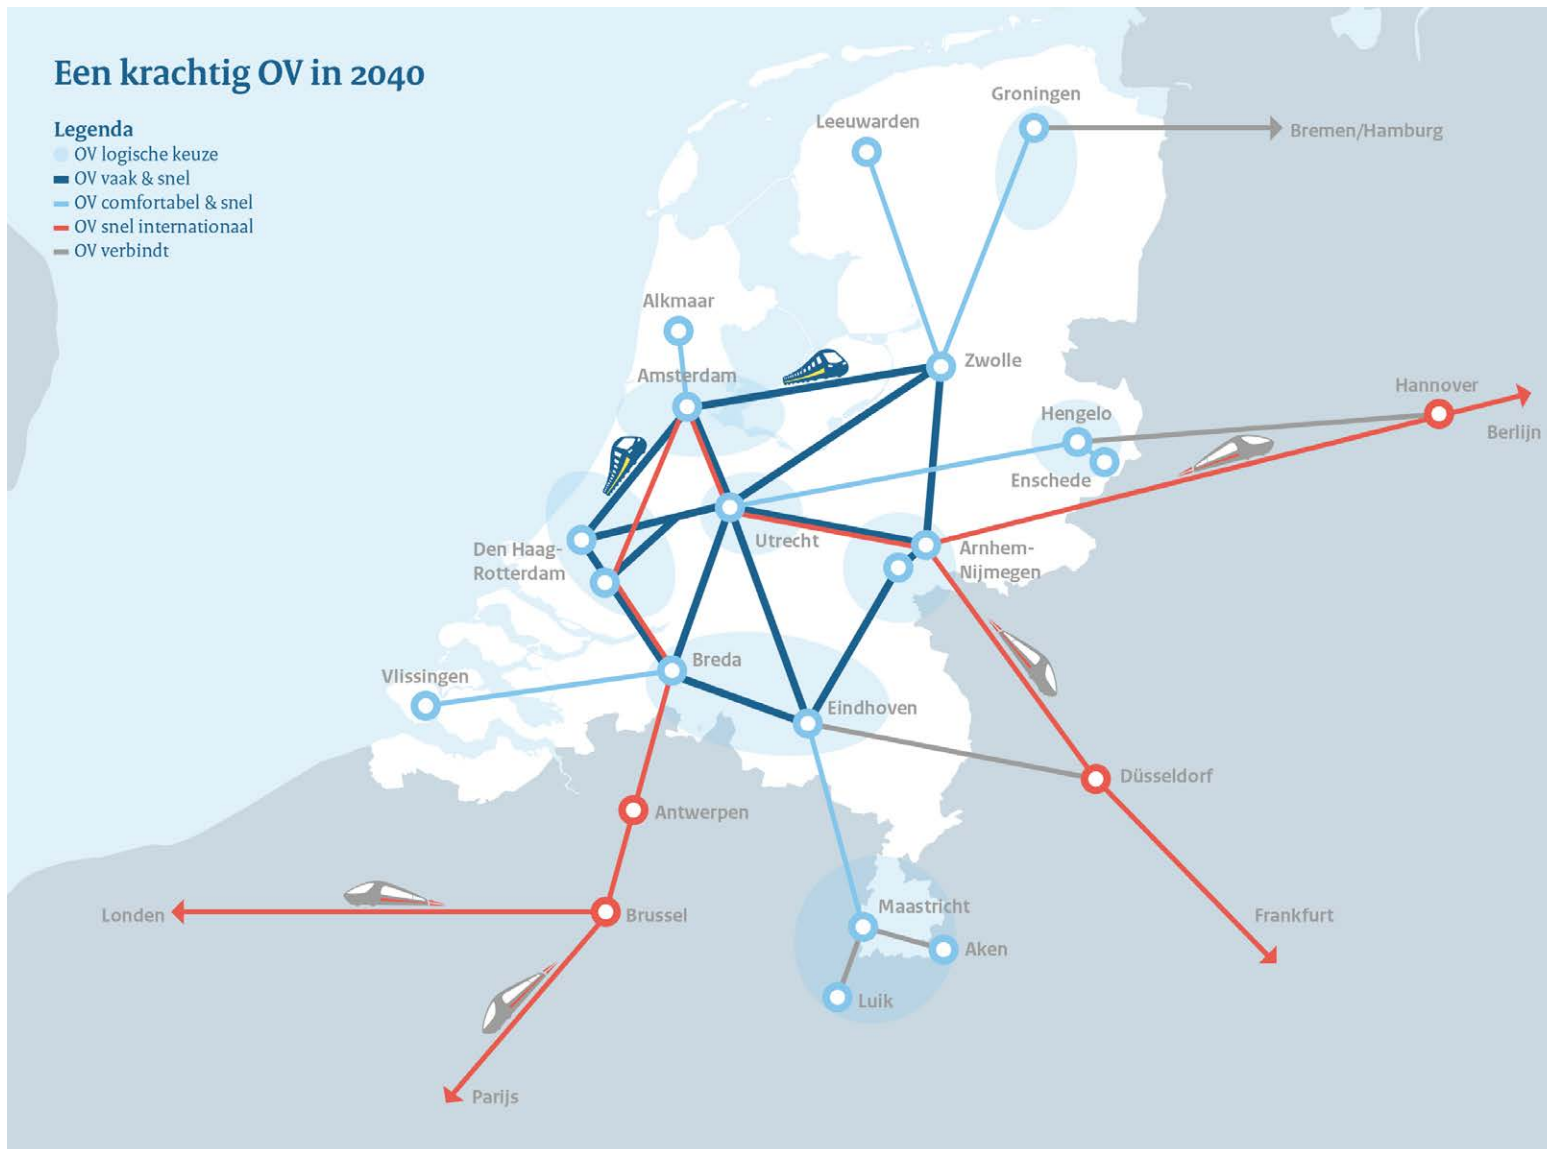 Een krachtig OV in 2040
Legenda
OV logische keuze
OV vaak & snel
OV comfortabel & snel
OV snel internationaal
OV verbindt
Groningen
Leeuwarden
Bremen/Hamburg
Alkmaar
Amsterdam
Zwolle
Hannover
Hengelo
Berlijn
Enschede
Utrecht
Den Haag-
Rotterdam
Arnhem-
Nijmegen
Breda
Vlissingen
Eindhoven
Düsseldorf
Antwerpen
Maastricht
Londen
Brussel
Frankfurt
Aken
Luik
Parijs